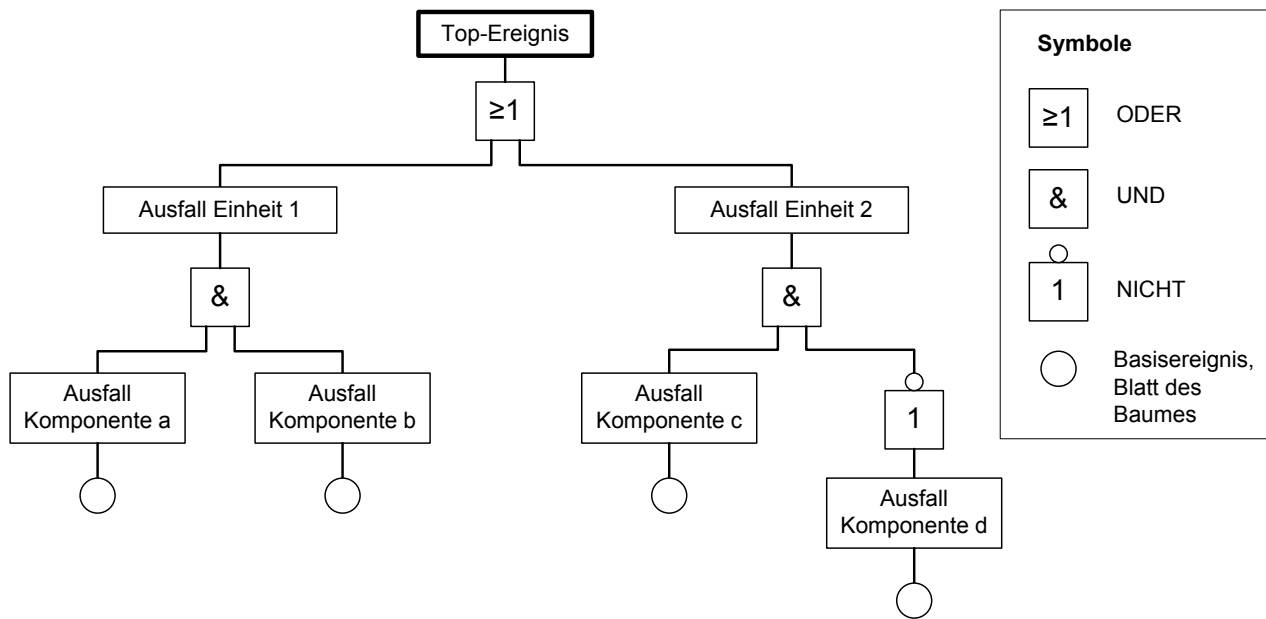 Top-Ereignis
≥1
Ausfall Einheit 1
Ausfall Einheit 2
&
&
Ausfall
Komponente a
Ausfall
Komponente b
Ausfall
Komponente c
1
Ausfall
Komponente d
Symbole
≥1 ODER
& UND
1 NICHT
Basisereignis,
Blatt des
Baumes